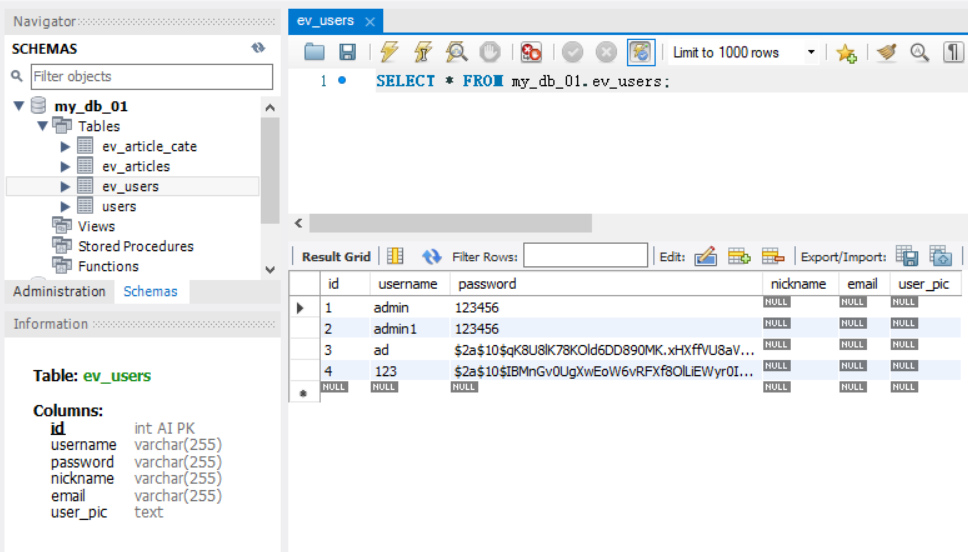 Navigator
SCHEMAS
Filter objects
my_db_01
Tables
ev_article_cate
ev_articles
ev_users
users
Views
Stored Procedures
Functions
Administration Schemas
Information
Table: ev_users
Columns:
id int AI PK
username varchar(255)
password varchar(255)
nickname varchar(255)
email varchar(255)
user_pic text
ev_users
Limit to 1000 rows
1 SELECT * FROM my_db_01.ev_users;
Result Grid Filter Rows: Edit: Export/Import:
id username password nickname email user_pic
1 admin 123456 NULL NULL NULL
2 admin1 123456 NULL NULL NULL
3 ad $2a$10$qK8U8lK78KOld6DD890MK.xHXffVU8aV... NULL NULL NULL
4 123 $2a$10$IBMnGv0UgXwEoW6vRFXf8OlLiEWyr0I... NULL NULL NULL
NULL NULL NULL NULL NULL NULL